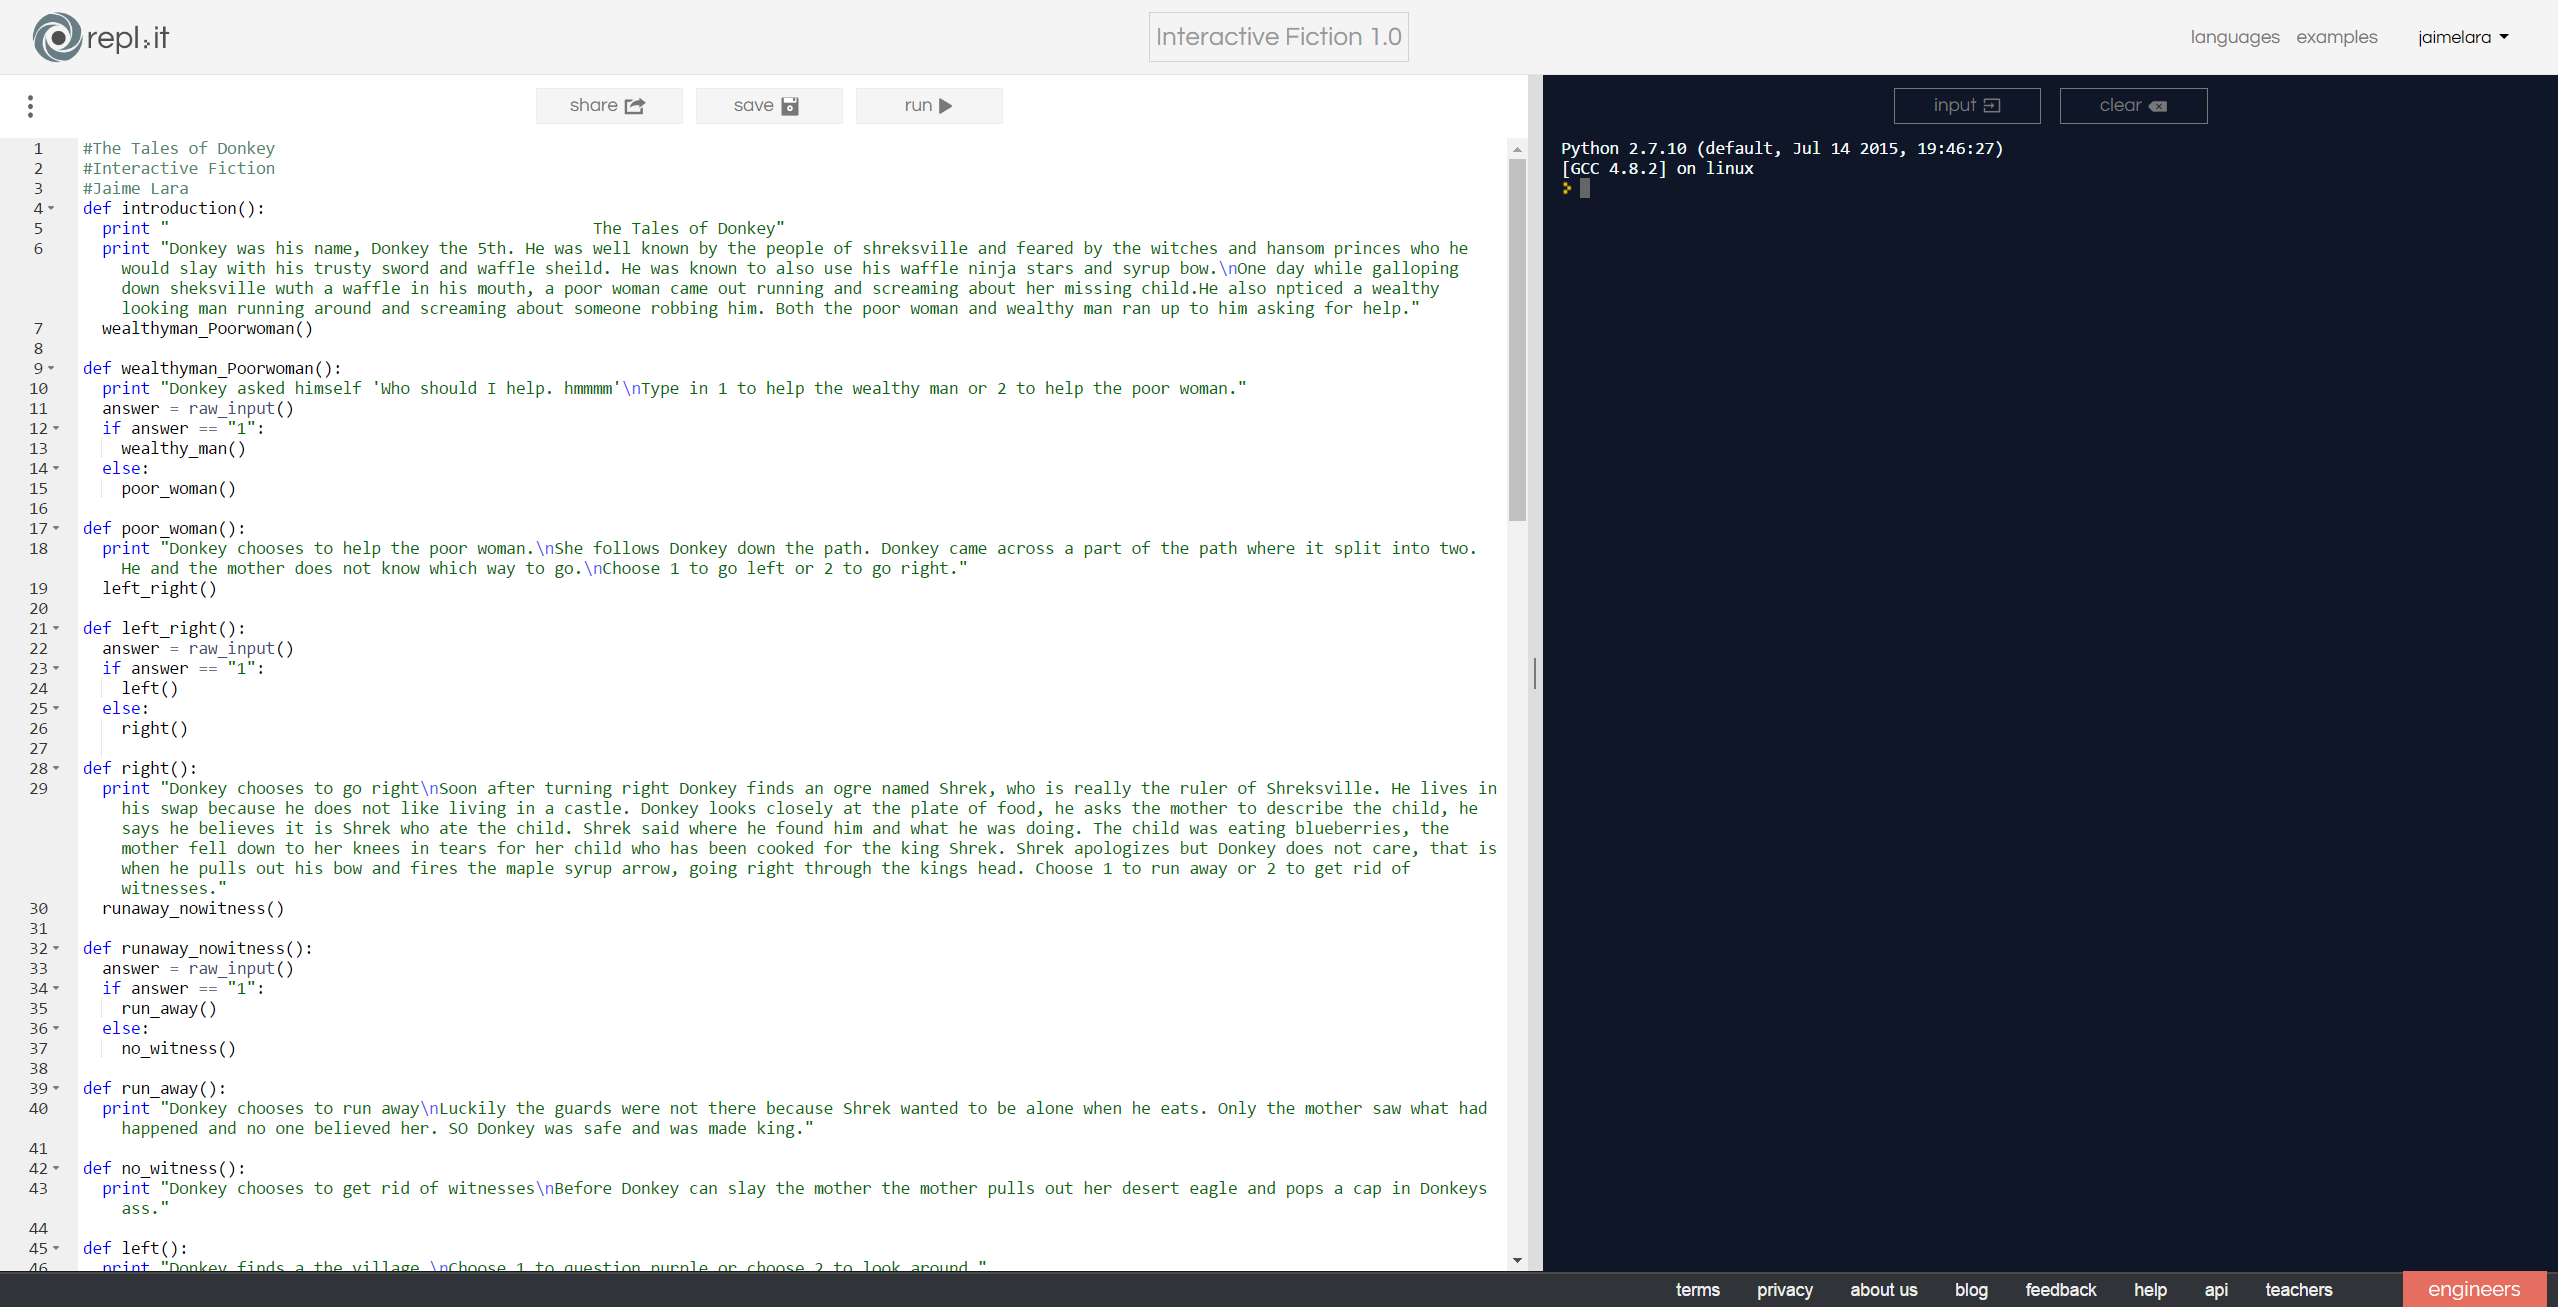 repl.it
Interactive Fiction 1.0
languages examples jaimelara
share save run
input clear
1 #The Tales of Donkey
2 #Interactive Fiction
3 #Jaime Lara
4 def introduction():
5 print " The Tales of Donkey"
6 print "Donkey was his name, Donkey the 5th. He was well known by the people of shreksville and feared by the witches and hansom princes who he
would slay with his trusty sword and waffle sheild. He was known to also use his waffle ninja stars and syrup bow.\nOne day while galloping
down sheksville wuth a waffle in his mouth, a poor woman came out running and screaming about her missing child.He also npticed a wealthy
looking man running around and screaming about someone robbing him. Both the poor woman and wealthy man ran up to him asking for help."
7 wealthyman_Poorwoman()
8
9 def wealthyman_Poorwoman():
10 print "Donkey asked himself 'Who should I help. hmmmm'\nType in 1 to help the wealthy man or 2 to help the poor woman."
11 answer = raw_input()
12 if answer == "1":
13 wealthy_man()
14 else:
15 poor_woman()
16
17 def poor_woman():
18 print "Donkey chooses to help the poor woman.\nShe follows Donkey down the path. Donkey came across a part of the path where it split into two.
He and the mother does not know which way to go.\nChoose 1 to go left or 2 to go right."
19 left_right()
20
21 def left_right():
22 answer = raw_input()
23 if answer == "1":
24 left()
25 else:
26 right()
27
28 def right():
29 print "Donkey chooses to go right\nSoon after turning right Donkey finds an ogre named Shrek, who is really the ruler of Shreksville. He lives in
his swap because he does not like living in a castle. Donkey looks closely at the plate of food, he asks the mother to describe the child, he
says he believes it is Shrek who ate the child. Shrek said where he found him and what he was doing. The child was eating blueberries, the
mother fell down to her knees in tears for her child who has been cooked for the king Shrek. Shrek apologizes but Donkey does not care, that is
when he pulls out his bow and fires the maple syrup arrow, going right through the kings head. Choose 1 to run away or 2 to get rid of
witnesses."
30 runaway_nowitness()
31
32 def runaway_nowitness():
33 answer = raw_input()
34 if answer == "1":
35 run_away()
36 else:
37 no_witness()
38
39 def run_away():
40 print "Donkey chooses to run away\nLuckily the guards were not there because Shrek wanted to be alone when he eats. Only the mother saw what had
happened and no one believed her. SO Donkey was safe and was made king."
41
42 def no_witness():
43 print "Donkey chooses to get rid of witnesses\nBefore Donkey can slay the mother the mother pulls out her desert eagle and pops a cap in Donkeys
ass."
44
45 def left():
46 print "Donkey finds a the village.\nChoose 1 to question purple or choose 2 to look around."
Python 2.7.10 (default, Jul 14 2015, 19:46:27)
[GCC 4.8.2] on linux
terms privacy about us blog feedback help api teachers engineers